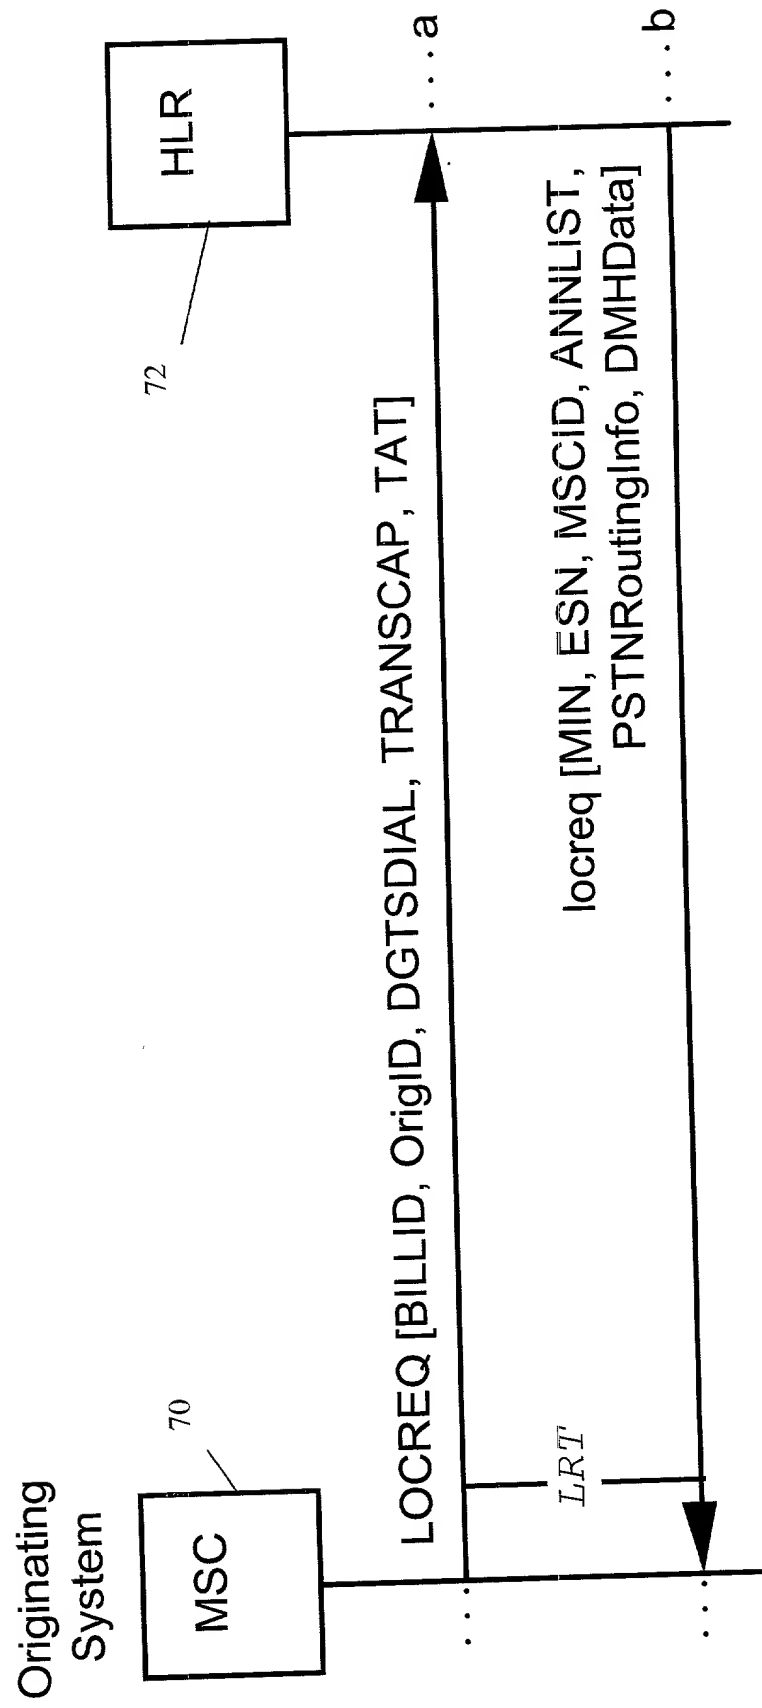 Originating
System
MSC
70
HLR
72
LOCREQ [BILLID, OrigID, DGTSDIAL, TRANSCAP, TAT]
. . . a
LRT
locreq [MIN, ESN, MSCID, ANNLIST,
PSTNRoutingInfo, DMHData]
. . . b